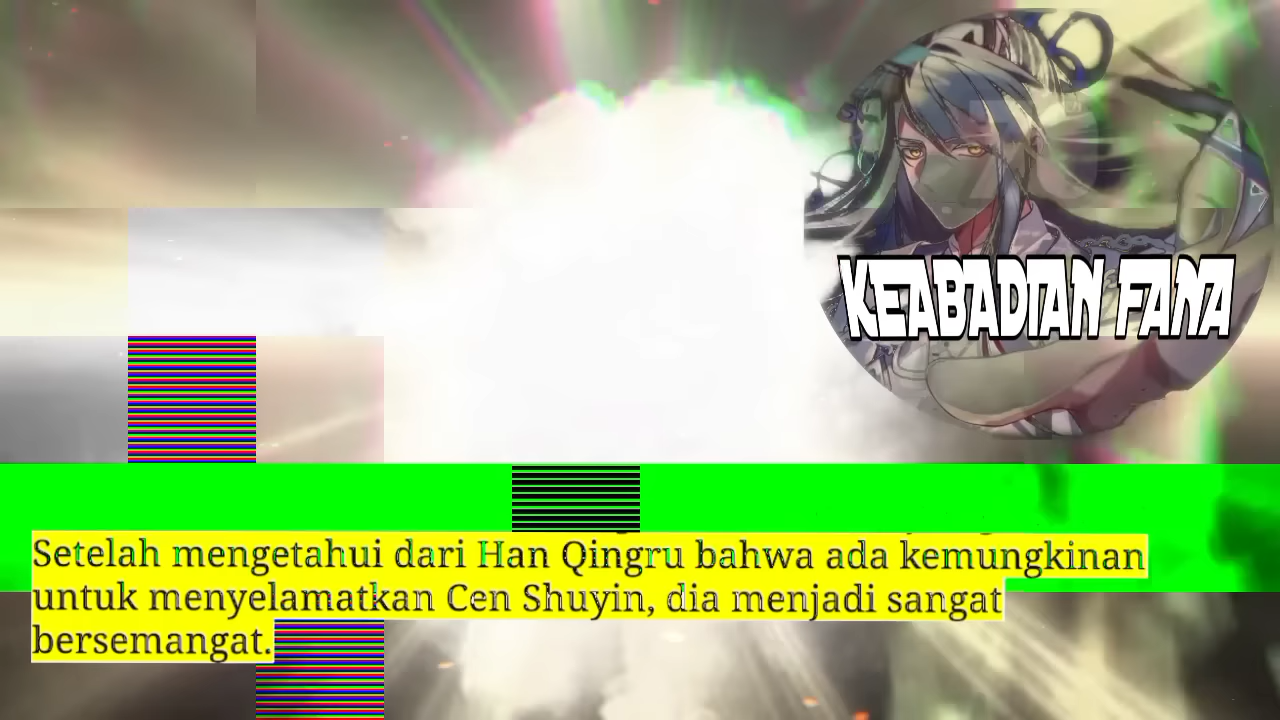 KEABADIAN FANA
Setelah mengetahui dari Han Qingru bahwa ada kemungkinan
untuk menyelamatkan Cen Shuyin, dia menjadi sangat
bersemangat.